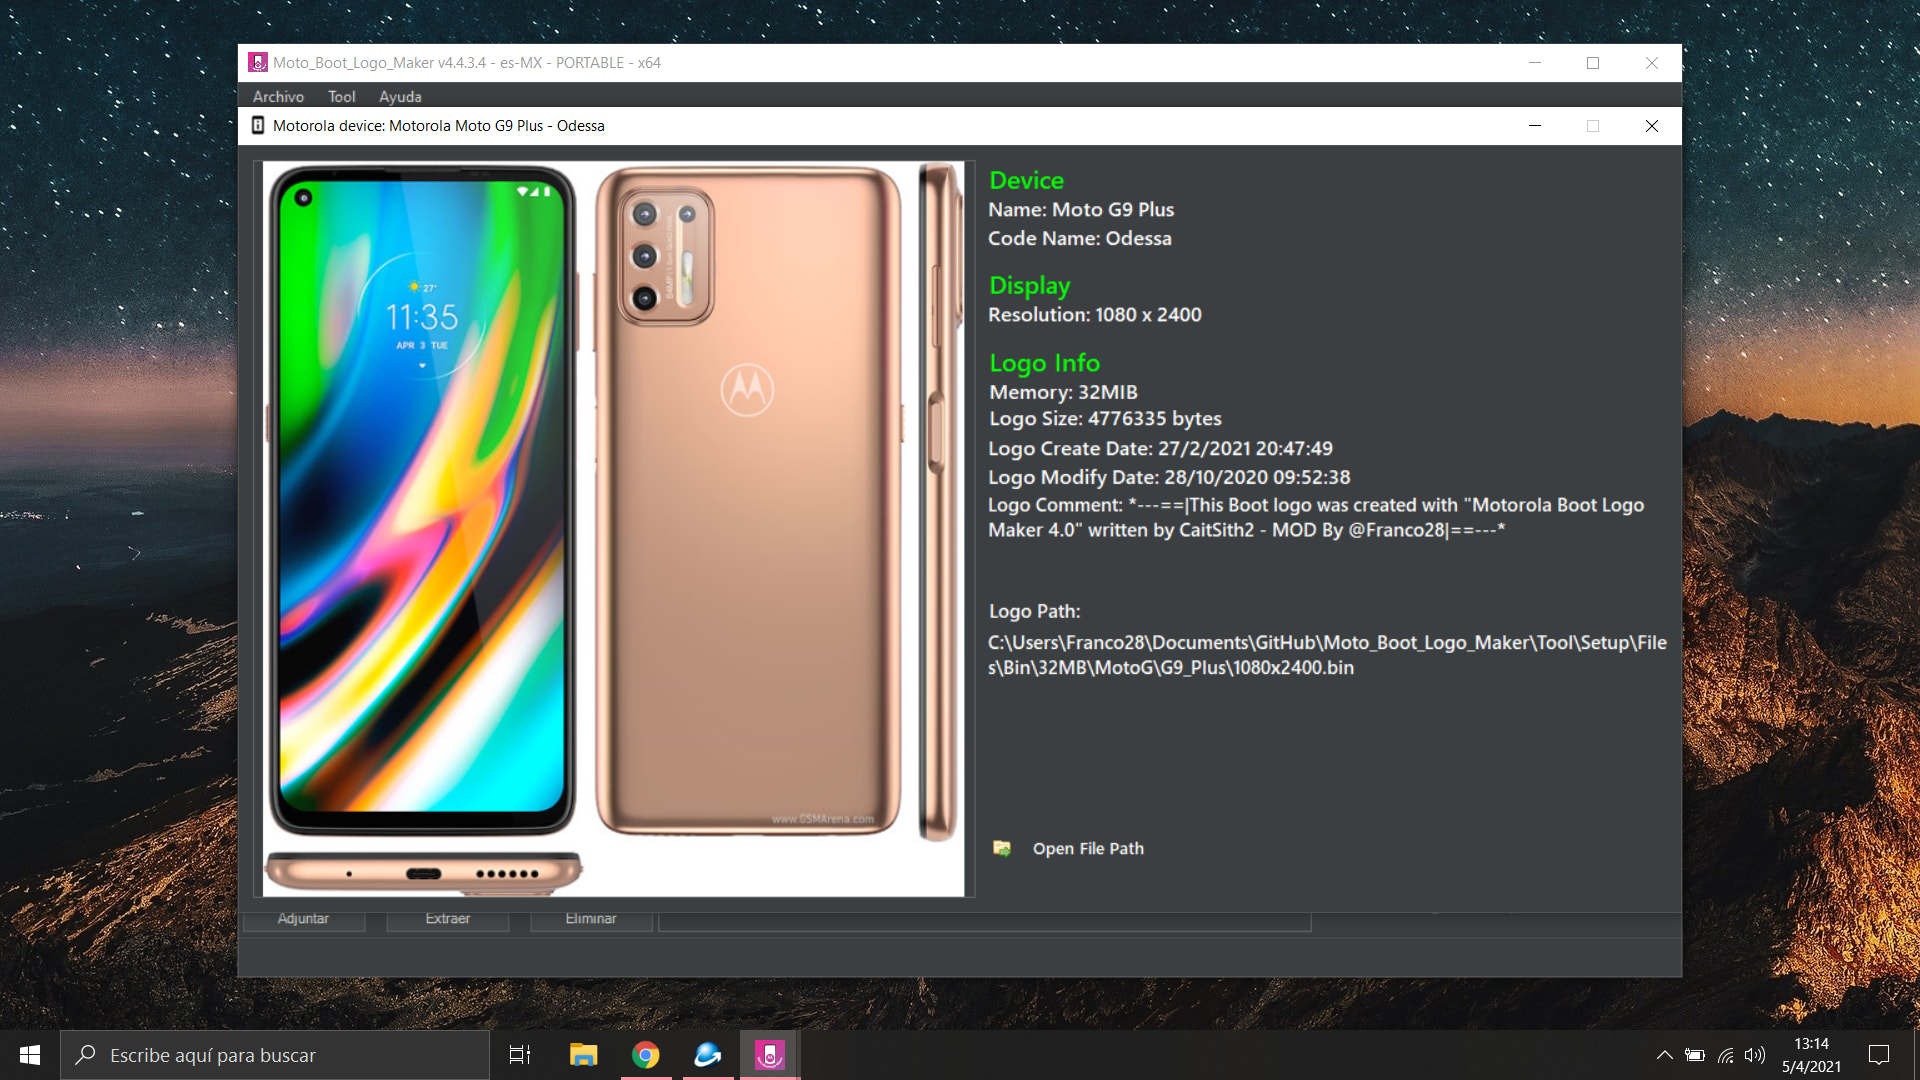 Moto_Boot_Logo_Maker v4.4.3.4 - es-MX - PORTABLE - x64
Archivo Tool Ayuda
Motorola device: Motorola Moto G9 Plus - Odessa
27°
11:35
APR 3 TUE
www.GSMArena.com
Device
Name: Moto G9 Plus
Code Name: Odessa
Display
Resolution: 1080 x 2400
Logo Info
Memory: 32MIB
Logo Size: 4776335 bytes
Logo Create Date: 27/2/2021 20:47:49
Logo Modify Date: 28/10/2020 09:52:38
Logo Comment: *---==|This Boot logo was created with "Motorola Boot Logo
Maker 4.0" written by CaitSith2 - MOD By @Franco28|==---*
Logo Path:
C:\Users\Franco28\Documents\GitHub\Moto_Boot_Logo_Maker\Tool\Setup\File
s\Bin\32MB\MotoG\G9_Plus\1080x2400.bin
Open File Path
Adjuntar Extraer Eliminar
Escribe aquí para buscar
13:14
5/4/2021